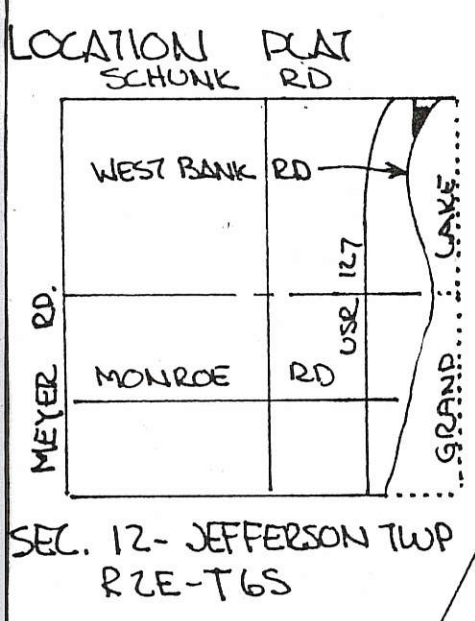 LOCATION PLAT
SCHUNK RD
WEST BANK RD
USR 127
GRAND LAKE
MEYER RD.
MONROE RD
SEC. 12- JEFFERSON TWP
R2E-T6S